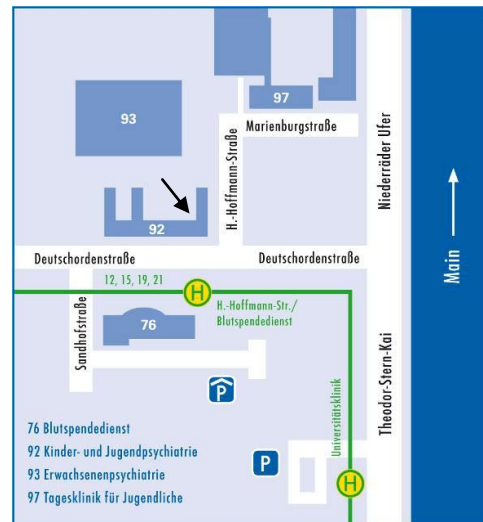 97
93
Marienburgstraße
H.-Hoffmann-Straße
Niederräder Ufer
Main
92
Deutschordenstraße
Deutschordenstraße
12, 15, 19, 21
H
H.-Hoffmann-Str./
Blutspendedienst
Sandhofstraße
76
Theodor-Stern-Kai
P
Universitätsklinik
76 Blutspendedienst
92 Kinder- und Jugendpsychiatrie
93 Erwachsenenpsychiatrie
97 Tagesklinik für Jugendliche
P
H